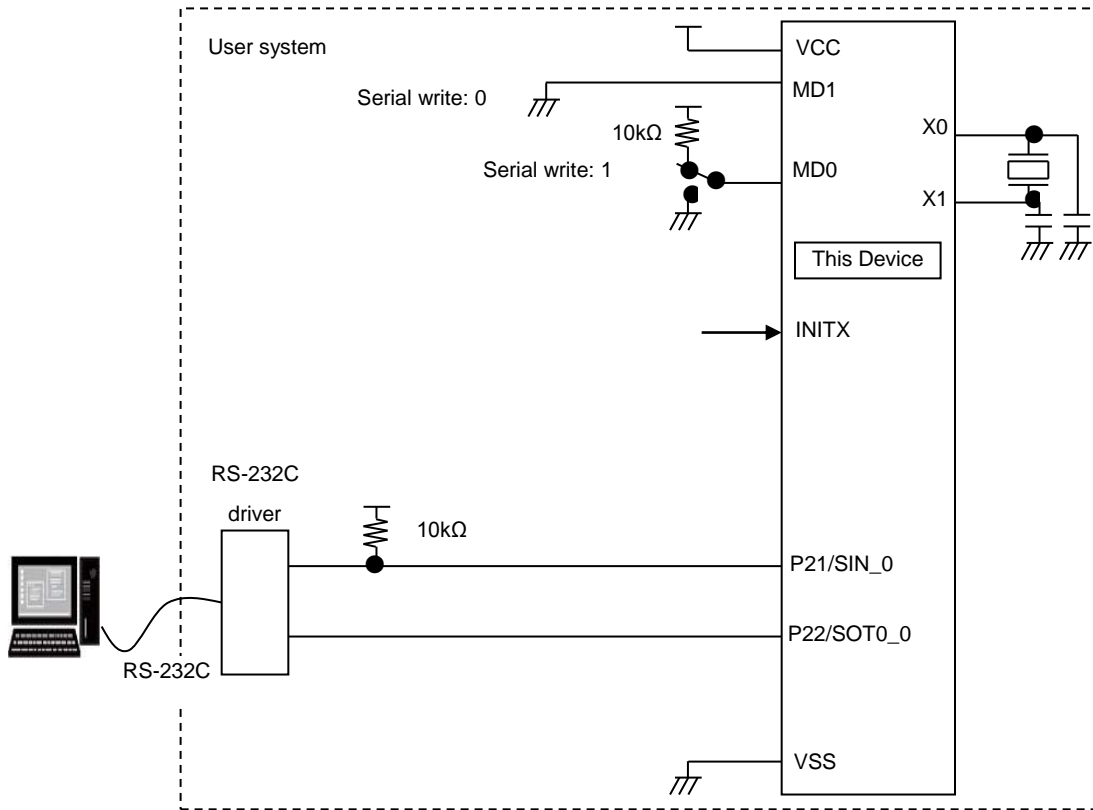 User system
VCC
MD1
Serial write: 0
10kΩ
X0
Serial write: 1
MD0
X1
This Device
INITX
RS-232C
driver
10kΩ
P21/SIN_0
P22/SOT0_0
RS-232C
VSS